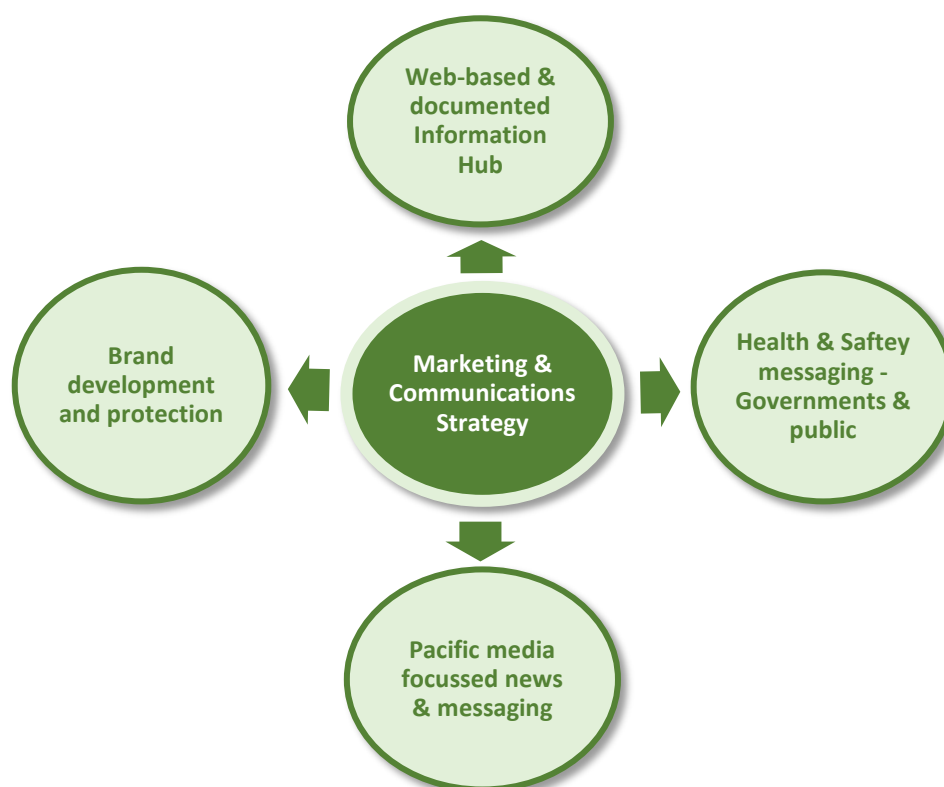 Web-based &
documented
Information
Hub
Brand
development
and protection
Marketing &
Communications
Strategy
Health & Saftey
messaging -
Governments &
public
Pacific media
focussed news
& messaging